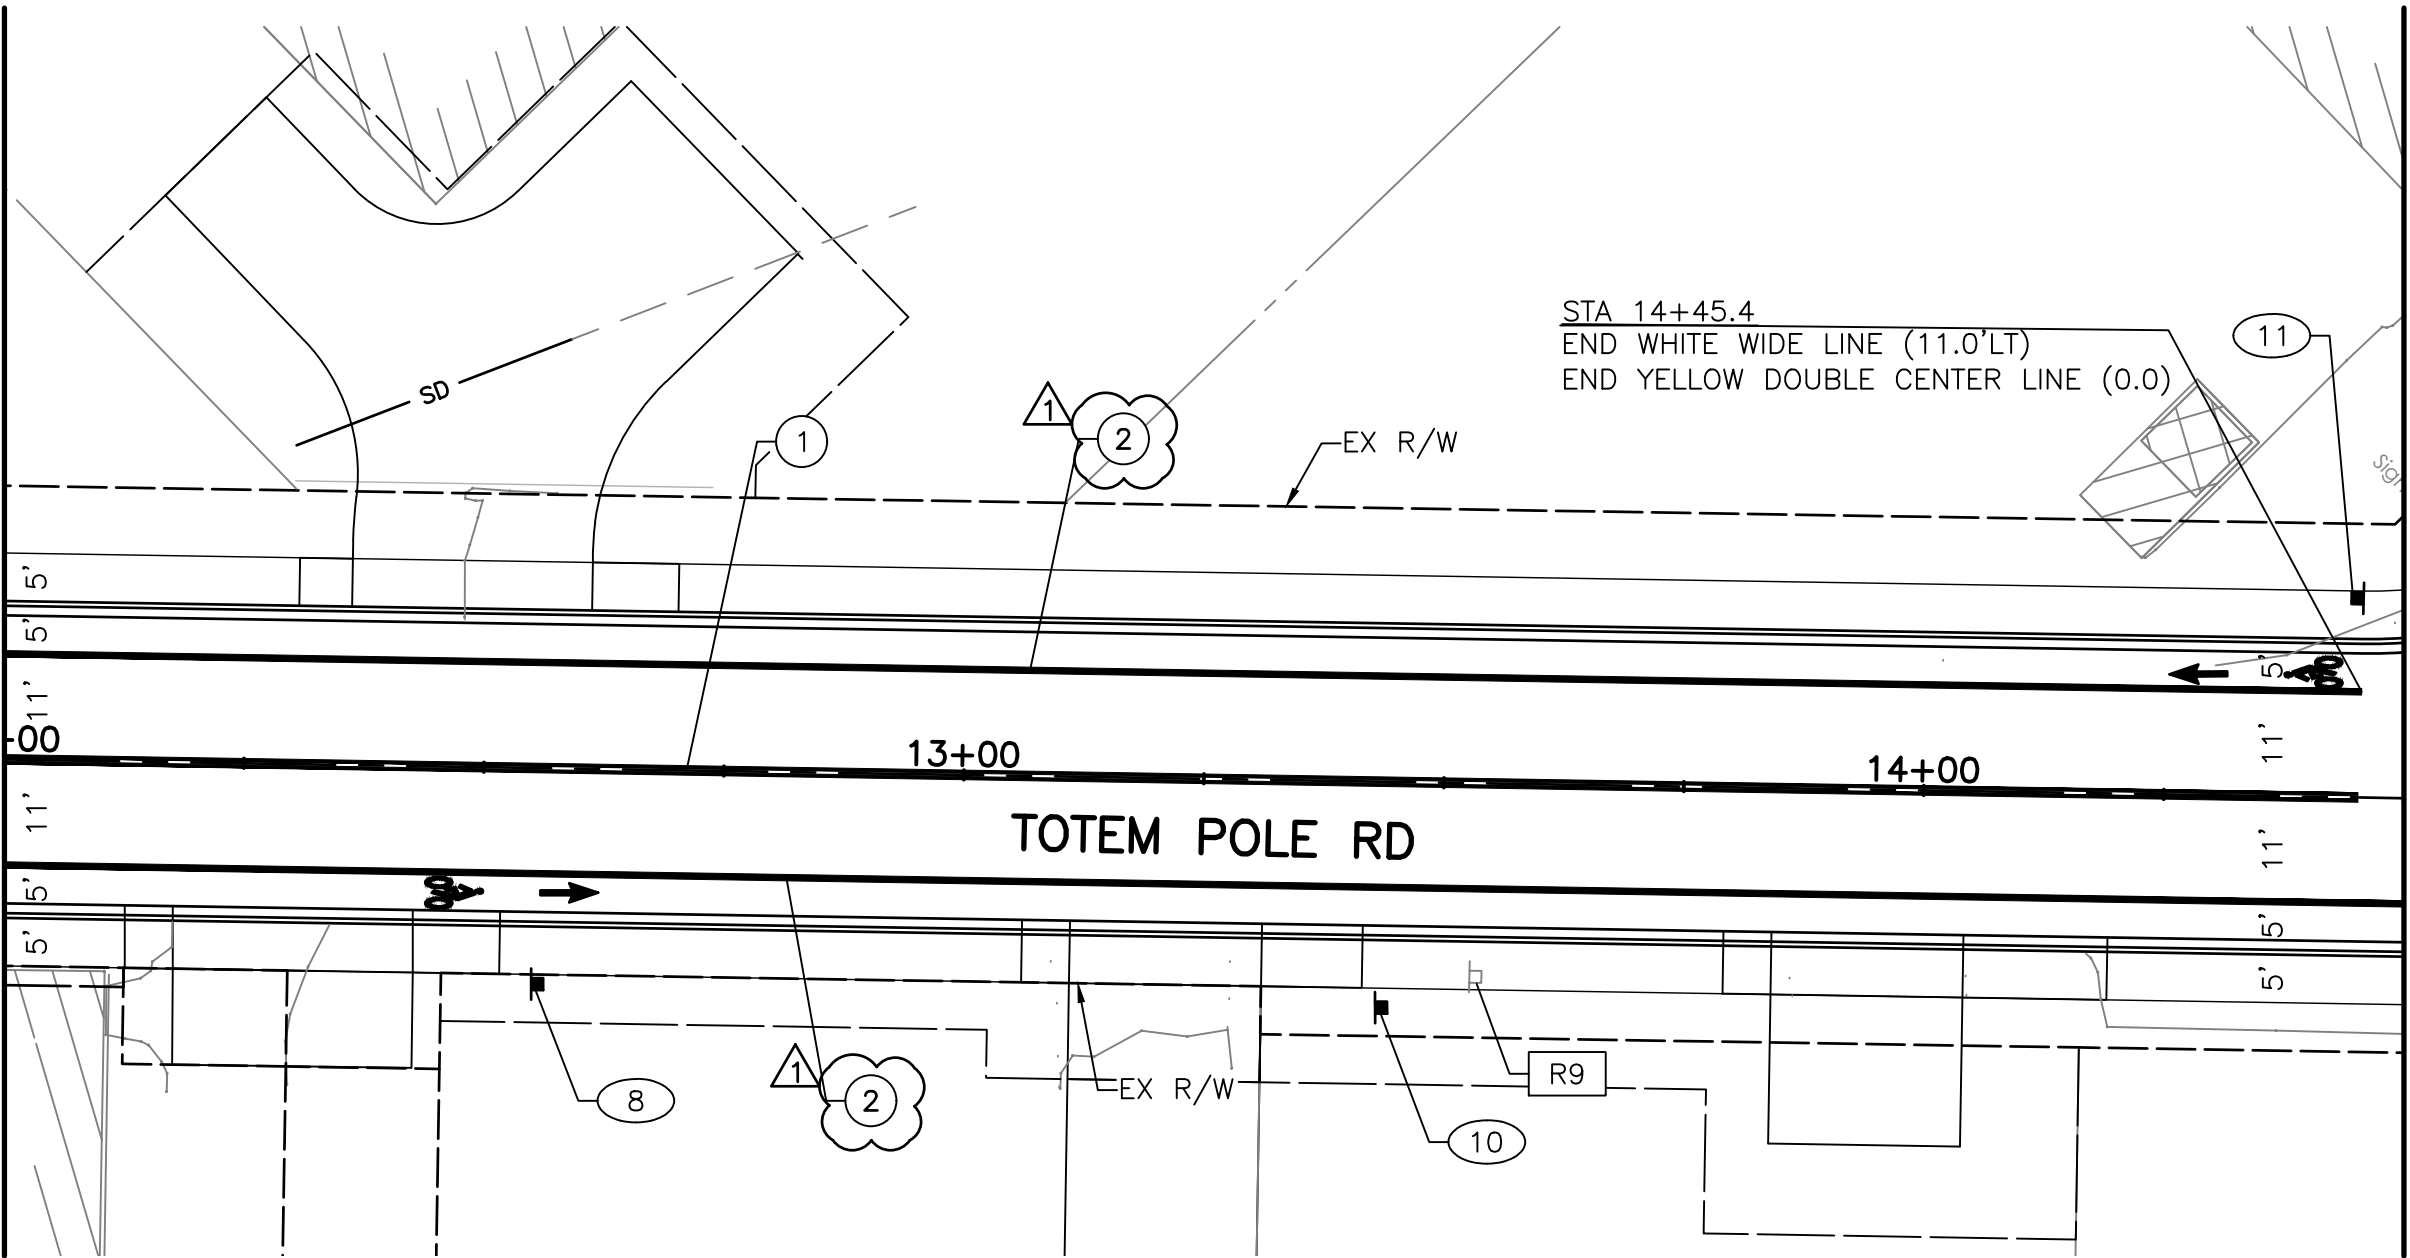 STA 14+45.4
END WHITE WIDE LINE (11.0'LT)
END YELLOW DOUBLE CENTER LINE (0.0)
11
SD
1
1
2
EX R/W
5'
5'
5'
11'
-00
13+00
14+00
11'
11'
TOTEM POLE RD
11'
5'
5'
5'
5'
8
1
2
EX R/W
R9
10